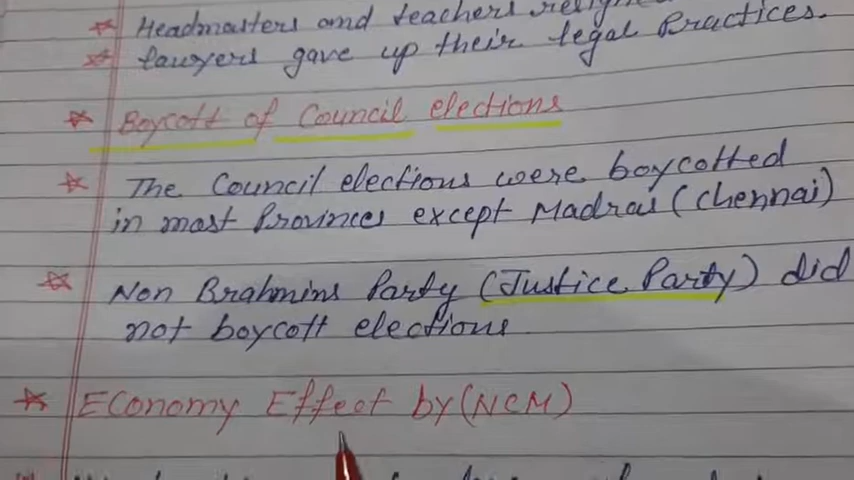 * Headmasters and teachers resign
* Lawyers gave up their legal Practices.
* Boycott of Council elections
* The Council elections were boycotted
in most Provinces except Madras (Chennai)
* Non Brahmins Party (Justice Party) did
not boycott elections
* Economy Effect by (NCM)